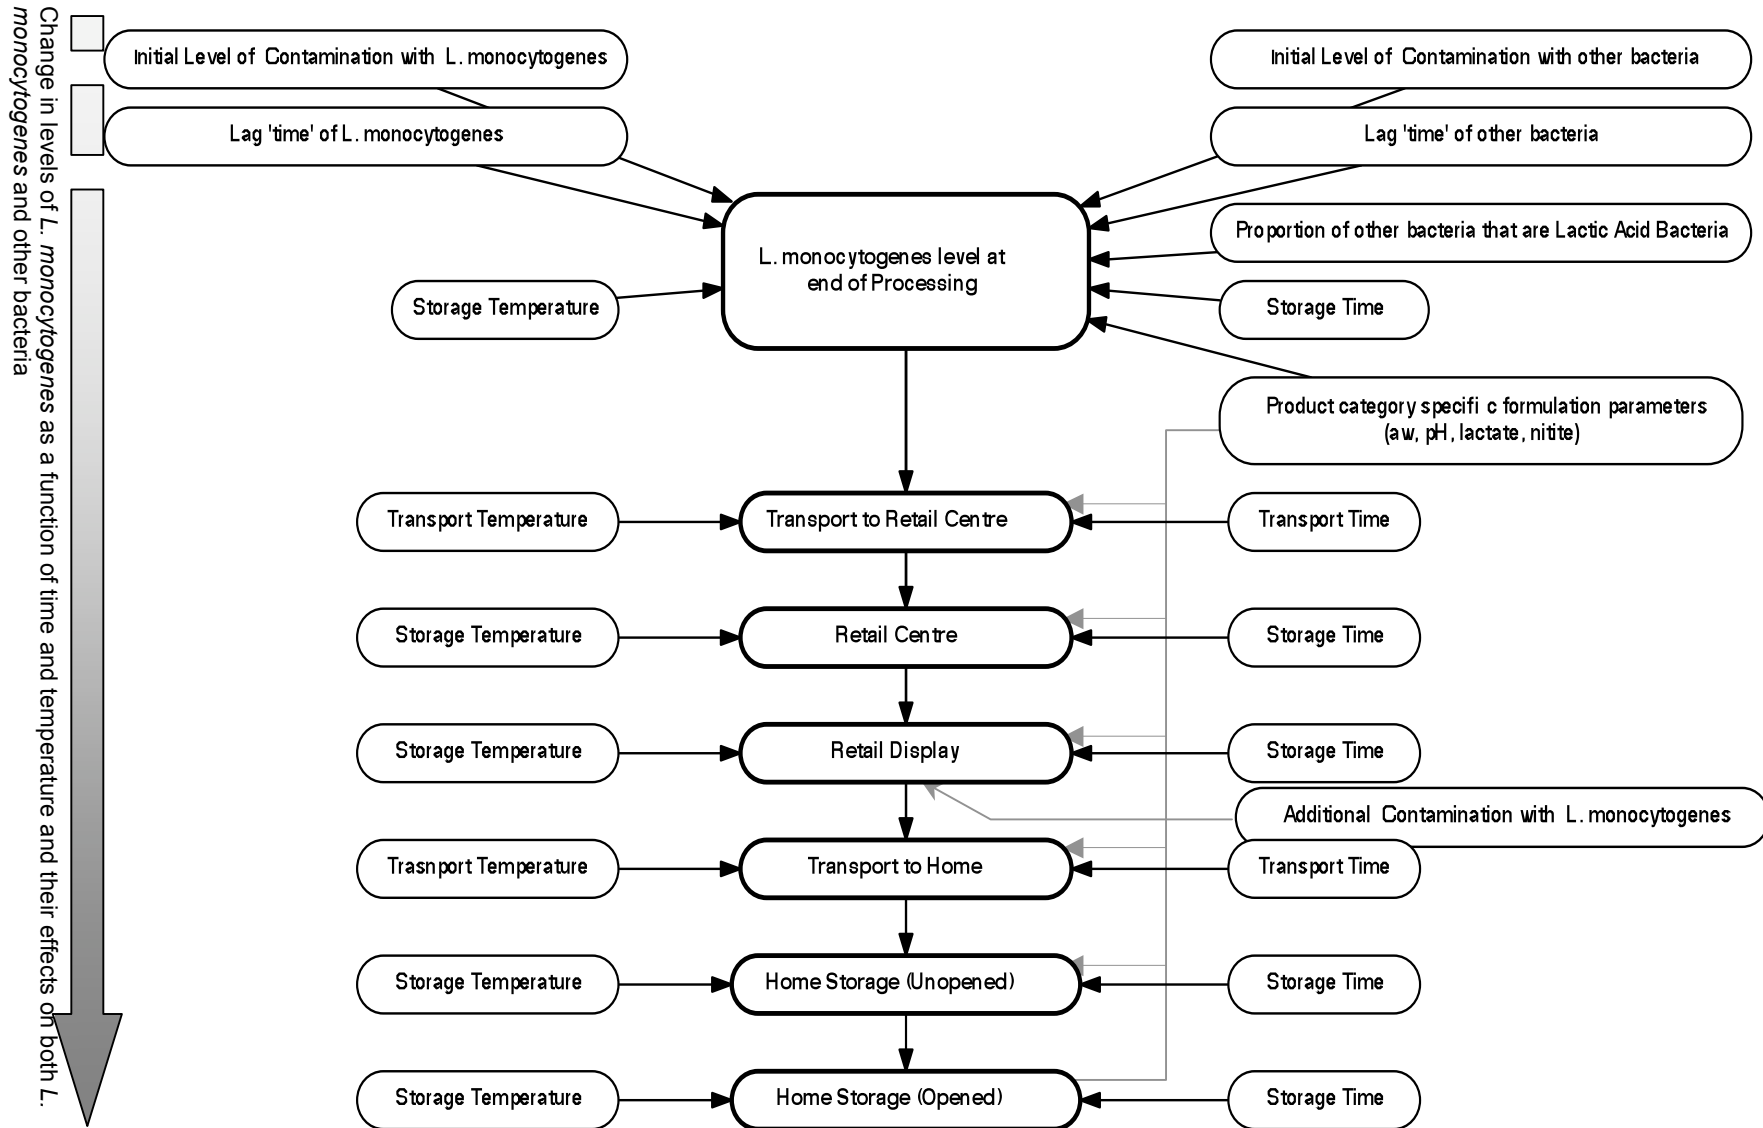 Change in levels of L. monocytogenes as a function of time and temperature and their effects on both L.
monocytogenes and other bacteria
Initial Level of Contamination with L. monocytogenes
Initial Level of Contamination with other bacteria
Lag 'time' of L. monocytogenes
Lag 'time' of other bacteria
Proportion of other bacteria that are Lactic Acid Bacteria
L. monocytogenes level at
end of Processing
Storage Temperature
Storage Time
Product category specifi c formulation parameters
(aw, pH, lactate, nitite)
Transport Temperature
Transport to Retail Centre
Transport Time
Storage Temperature
Retail Centre
Storage Time
Storage Temperature
Retail Display
Storage Time
Additional Contamination with L. monocytogenes
Trasnport Temperature
Transport to Home
Transport Time
Storage Temperature
Home Storage (Unopened)
Storage Time
Storage Temperature
Home Storage (Opened)
Storage Time